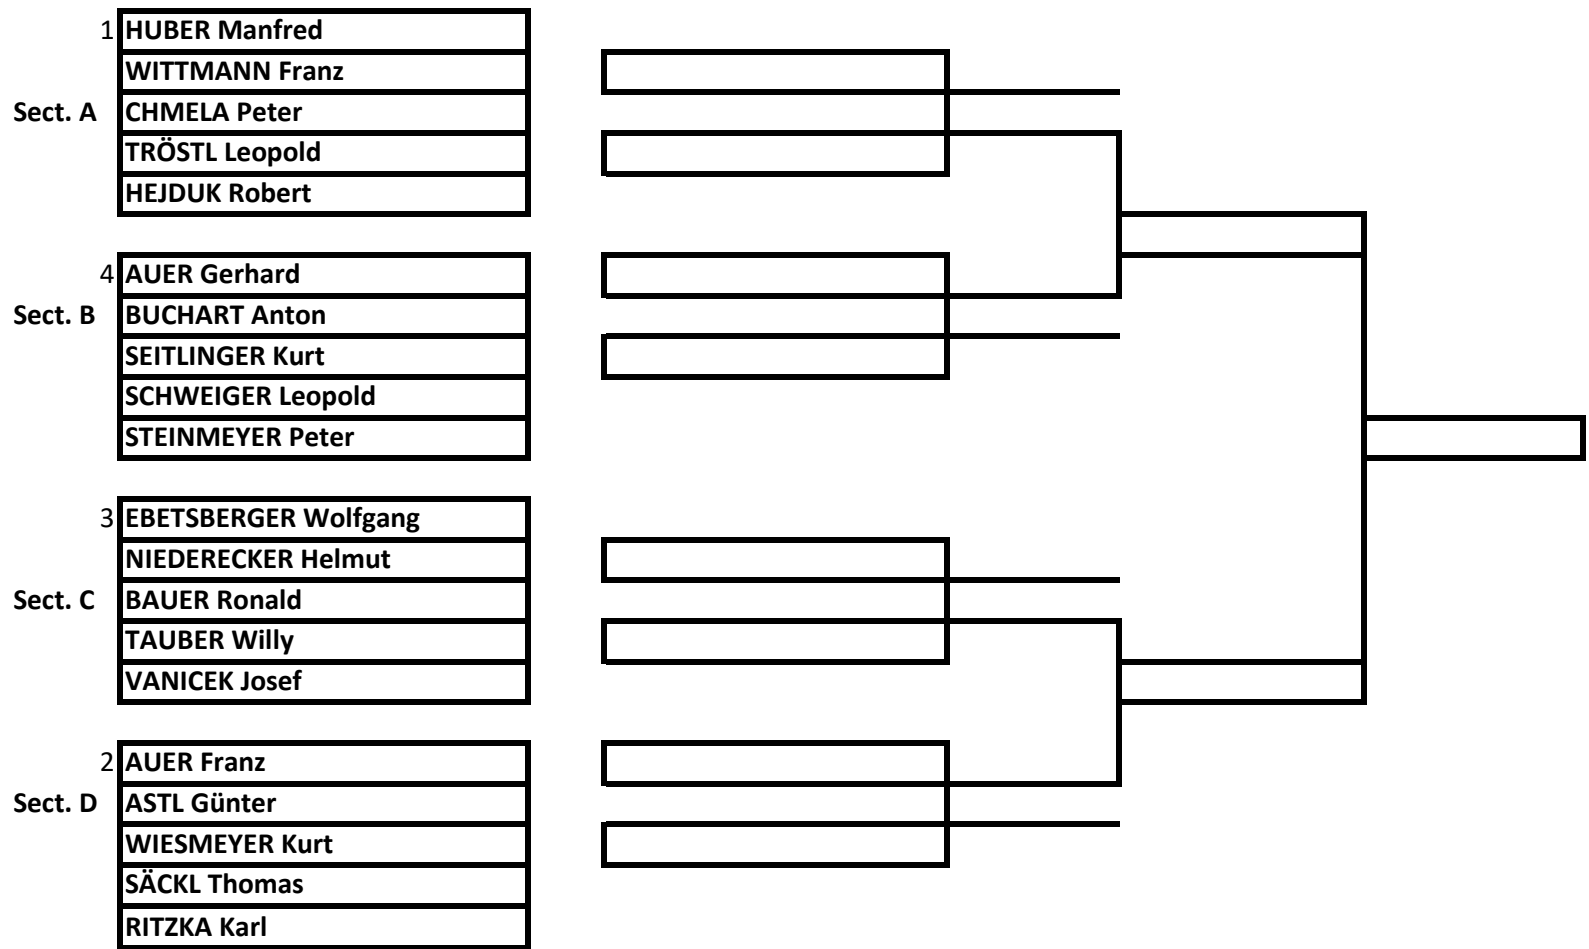 1 HUBER Manfred
WITTMANN Franz
Sect. A CHMELA Peter
TRÖSTL Leopold
HEJDUK Robert
4 AUER Gerhard
Sect. B BUCHART Anton
SEITLINGER Kurt
SCHWEIGER Leopold
STEINMEYER Peter
3 EBETSBERGER Wolfgang
NIEDERECKER Helmut
Sect. C BAUER Ronald
TAUBER Willy
VANICEK Josef
2 AUER Franz
Sect. D ASTL Günter
WIESMEYER Kurt
SÄCKL Thomas
RITZKA Karl